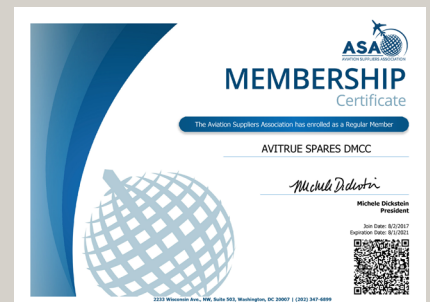 ASA
AVIATION SUPPLIERS ASSOCIATION
MEMBERSHIP
Certificate
The Aviation Suppliers Association has enrolled as a Regular Member
AVITRUE SPARES DMCC
Michele Dickstein
Michele Dickstein
President
Join Date: 8/2/2017
Expiration Date: 8/1/2021
2233 Wisconsin Ave., NW, Suite 503, Washington, DC 20007 | (202) 347-6899